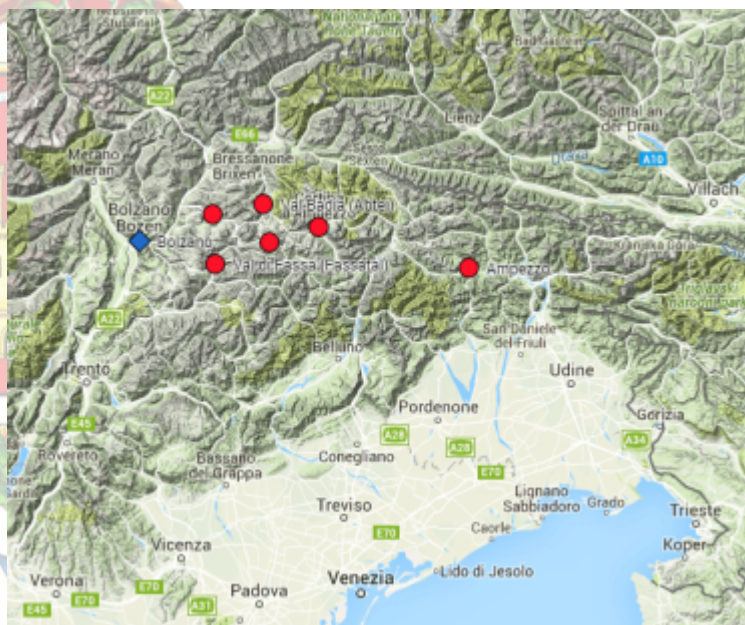 A22
Lienz
Spittal an
der Drau
E66
Merano
Meran
Bressanone
Brixen
A10
Villach
Bolzano
Bozen
Val Badia
Bolzano
Val di Fassa (Fassata)
Ampezzo
A22
San Daniele
del Friuli
Belluno
Trento
Udine
Pordenone
Gorizia
E45
Rovereto
Bassano
del Grappa
Conegliano
A28
A28
A34
E70
Lignano
Sabbiadoro
Grado
Trieste
Treviso
E70
Caorle
Koper
Vicenza
Verona
E70
Padova
Venezia
Lido di Jesolo
E45
A31